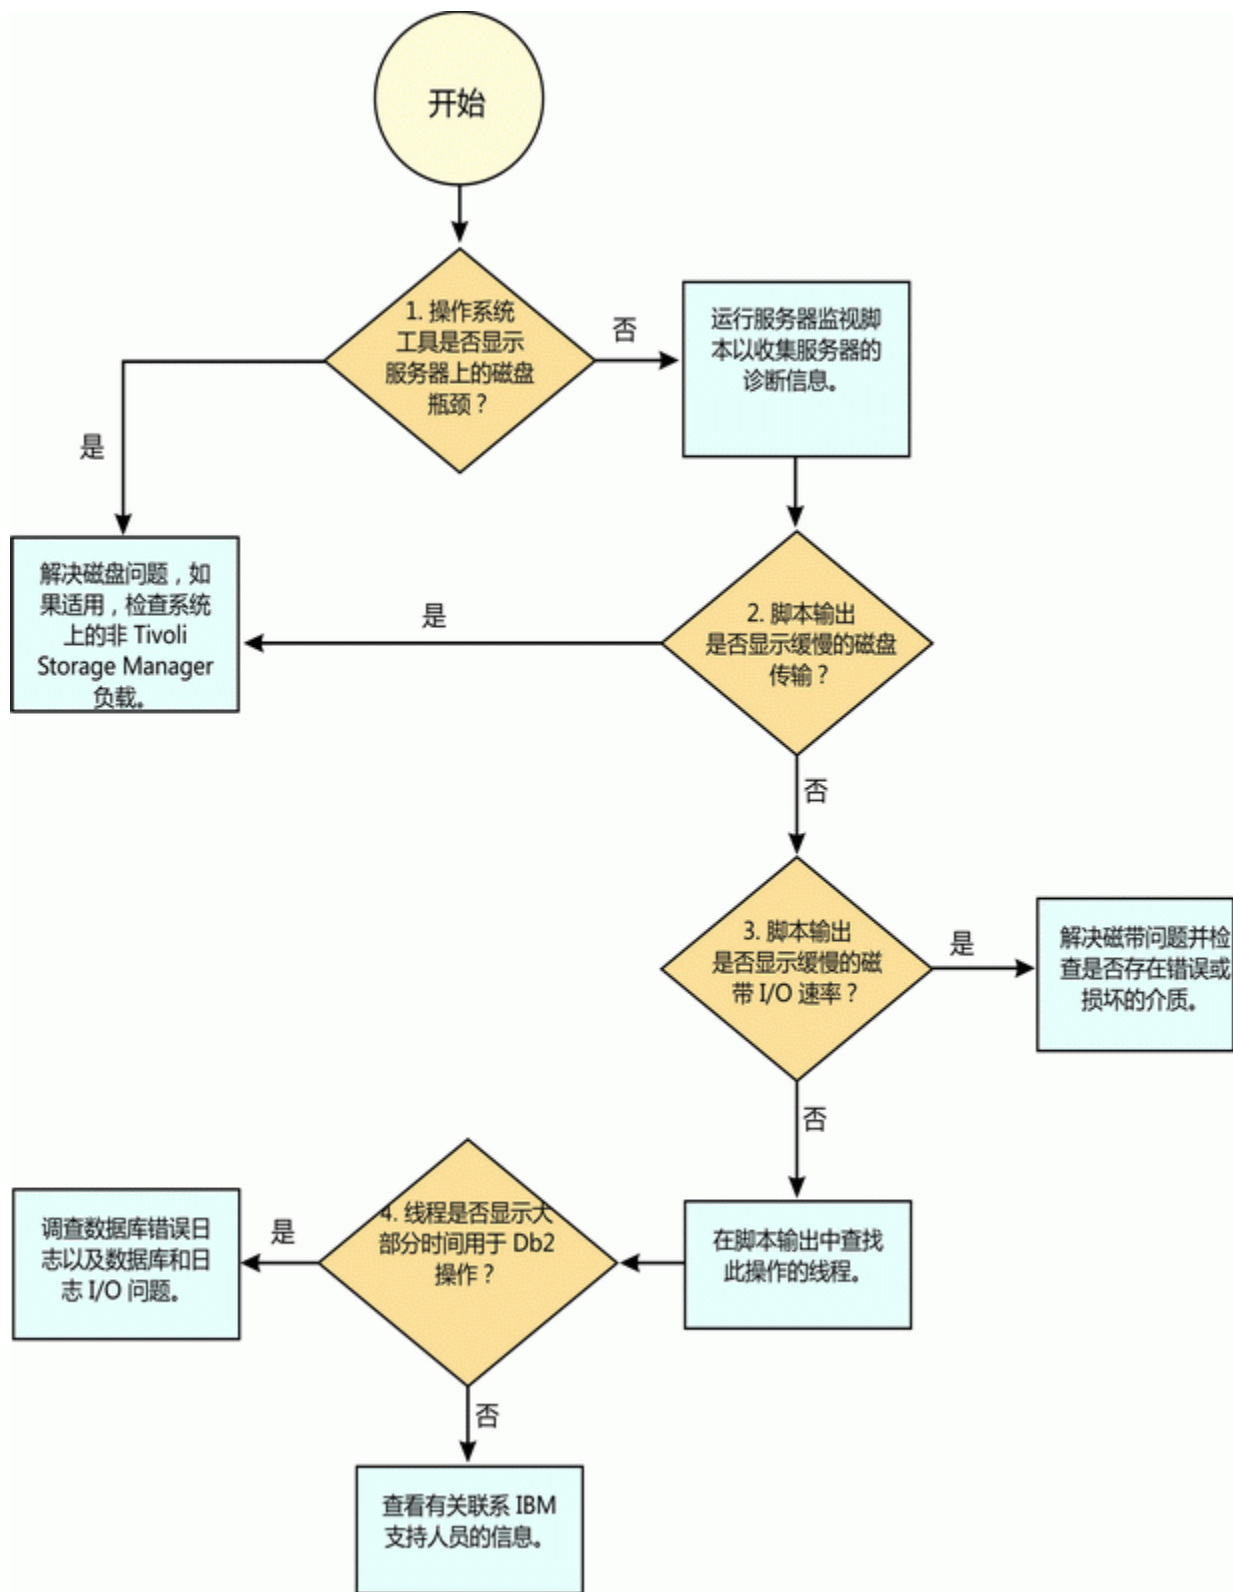 开始
1. 操作系统
工具是否显示
服务器上的磁盘
瓶颈？
否
运行服务器监视脚
本以收集服务器的
诊断信息。
是
解决磁盘问题，如
果适用，检查系统
上的非 Tivoli
Storage Manager
负载。
是
2. 脚本输出
是否显示缓慢的磁盘
传输？
否
3. 脚本输出
是否显示缓慢的磁
带 I/O 速率？
是
解决磁带问题并检
查是否存在错误或
损坏的介质。
否
在脚本输出中查找
此操作的线程。
4. 线程是否显示大
部分时间用于 Db2
操作？
是
调查数据库错误日
志以及数据库和日
志 I/O 问题。
否
查看有关联系 IBM
支持人员的信息。